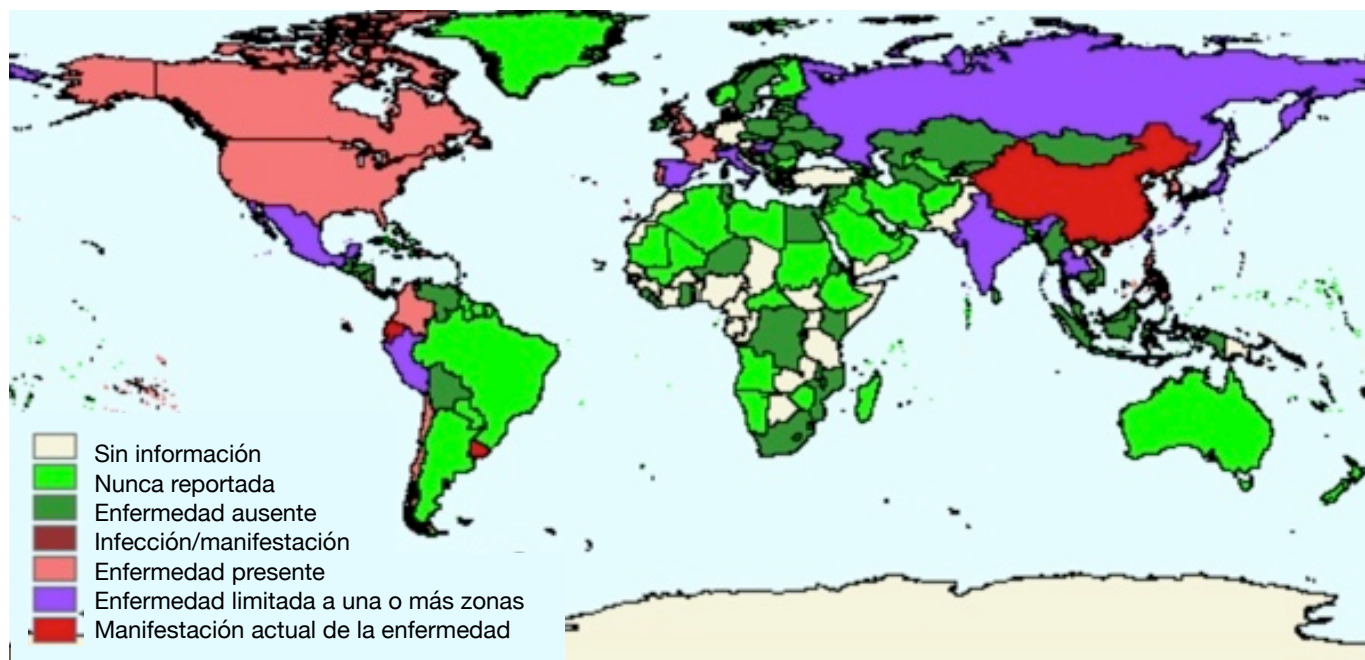 Sin información
Nunca reportada
Enfermedad ausente
Infección/manifestación
Enfermedad presente
Enfermedad limitada a una o más zonas
Manifestación actual de la enfermedad